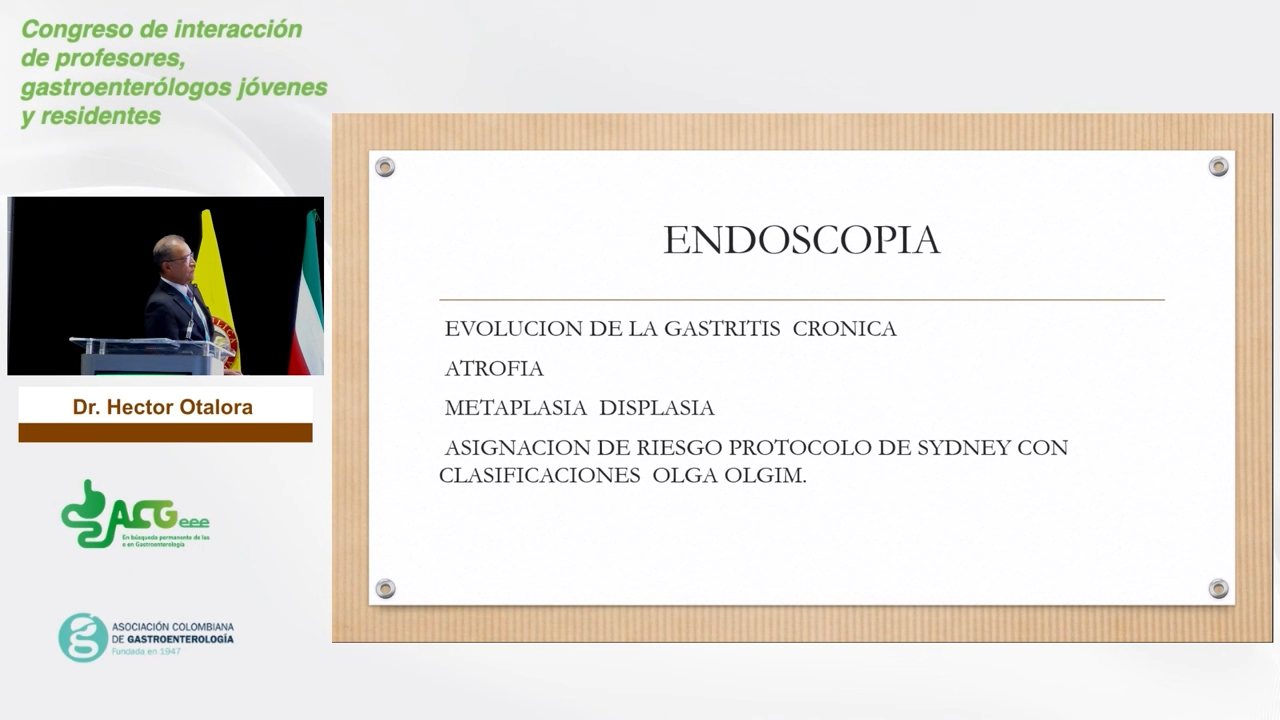 Congreso de interacción
de profesores,
gastroenterólogos jóvenes
y residentes
ENDOSCOPIA
EVOLUCION DE LA GASTRITIS CRONICA
ATROFIA
METAPLASIA DISPLASIA
ASIGNACION DE RIESGO PROTOCOLO DE SYDNEY CON
CLASIFICACIONES OLGA OLGIM.
Dr. Hector Otalora
ACG eee
En búsqueda permanente de las
e en Gastroenterología
ASOCIACIÓN COLOMBIANA
DE GASTROENTEROLOGÍA
Fundada en 1947